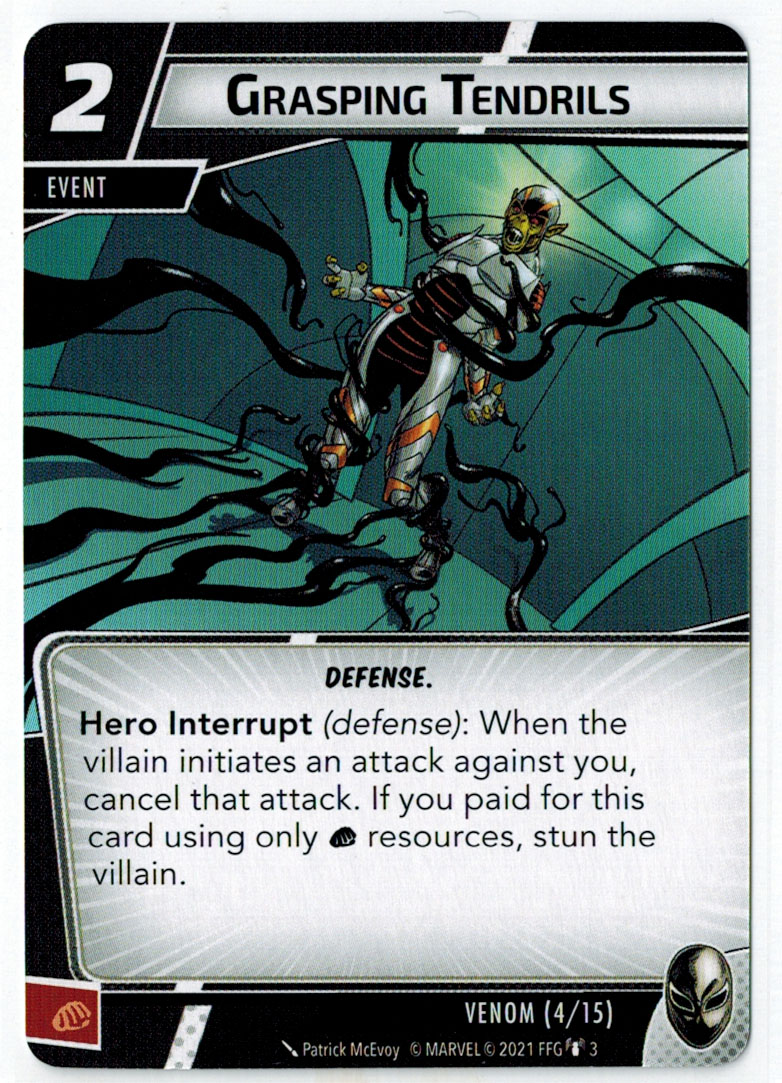 2
GRASPING TENDRILS
EVENT
DEFENSE.
Hero Interrupt (defense): When the
villain initiates an attack against you,
cancel that attack. If you paid for this
card using only resources, stun the
villain.
VENOM (4/15)
Patrick McEvoy © MARVEL © 2021 FFG 3